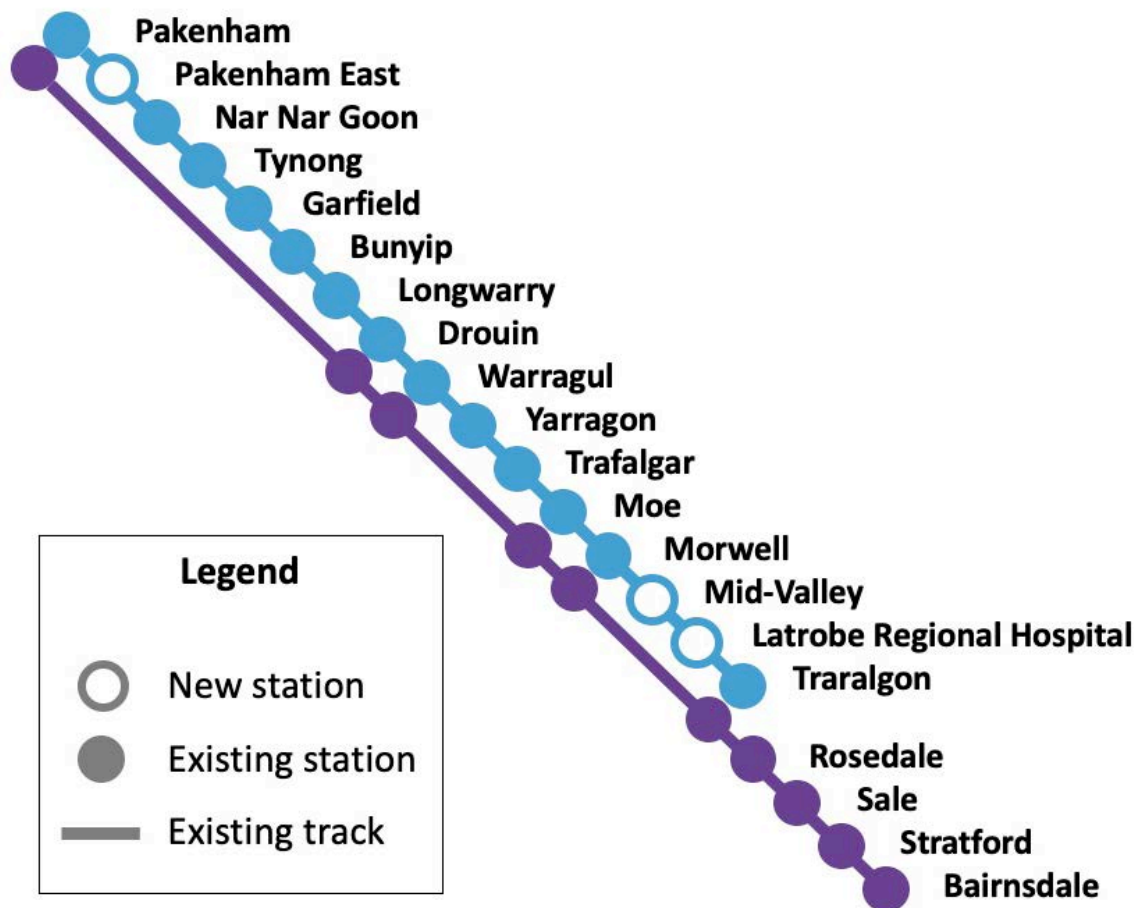 Pakenham
Pakenham East
Nar Nar Goon
Tynong
Garfield
Bunyip
Longwarry
Drouin
Warragul
Yarragon
Trafalgar
Moe
Morwell
Mid-Valley
Latrobe Regional Hospital
Traralgon
Rosedale
Sale
Stratford
Bairnsdale
Legend
New station
Existing station
Existing track